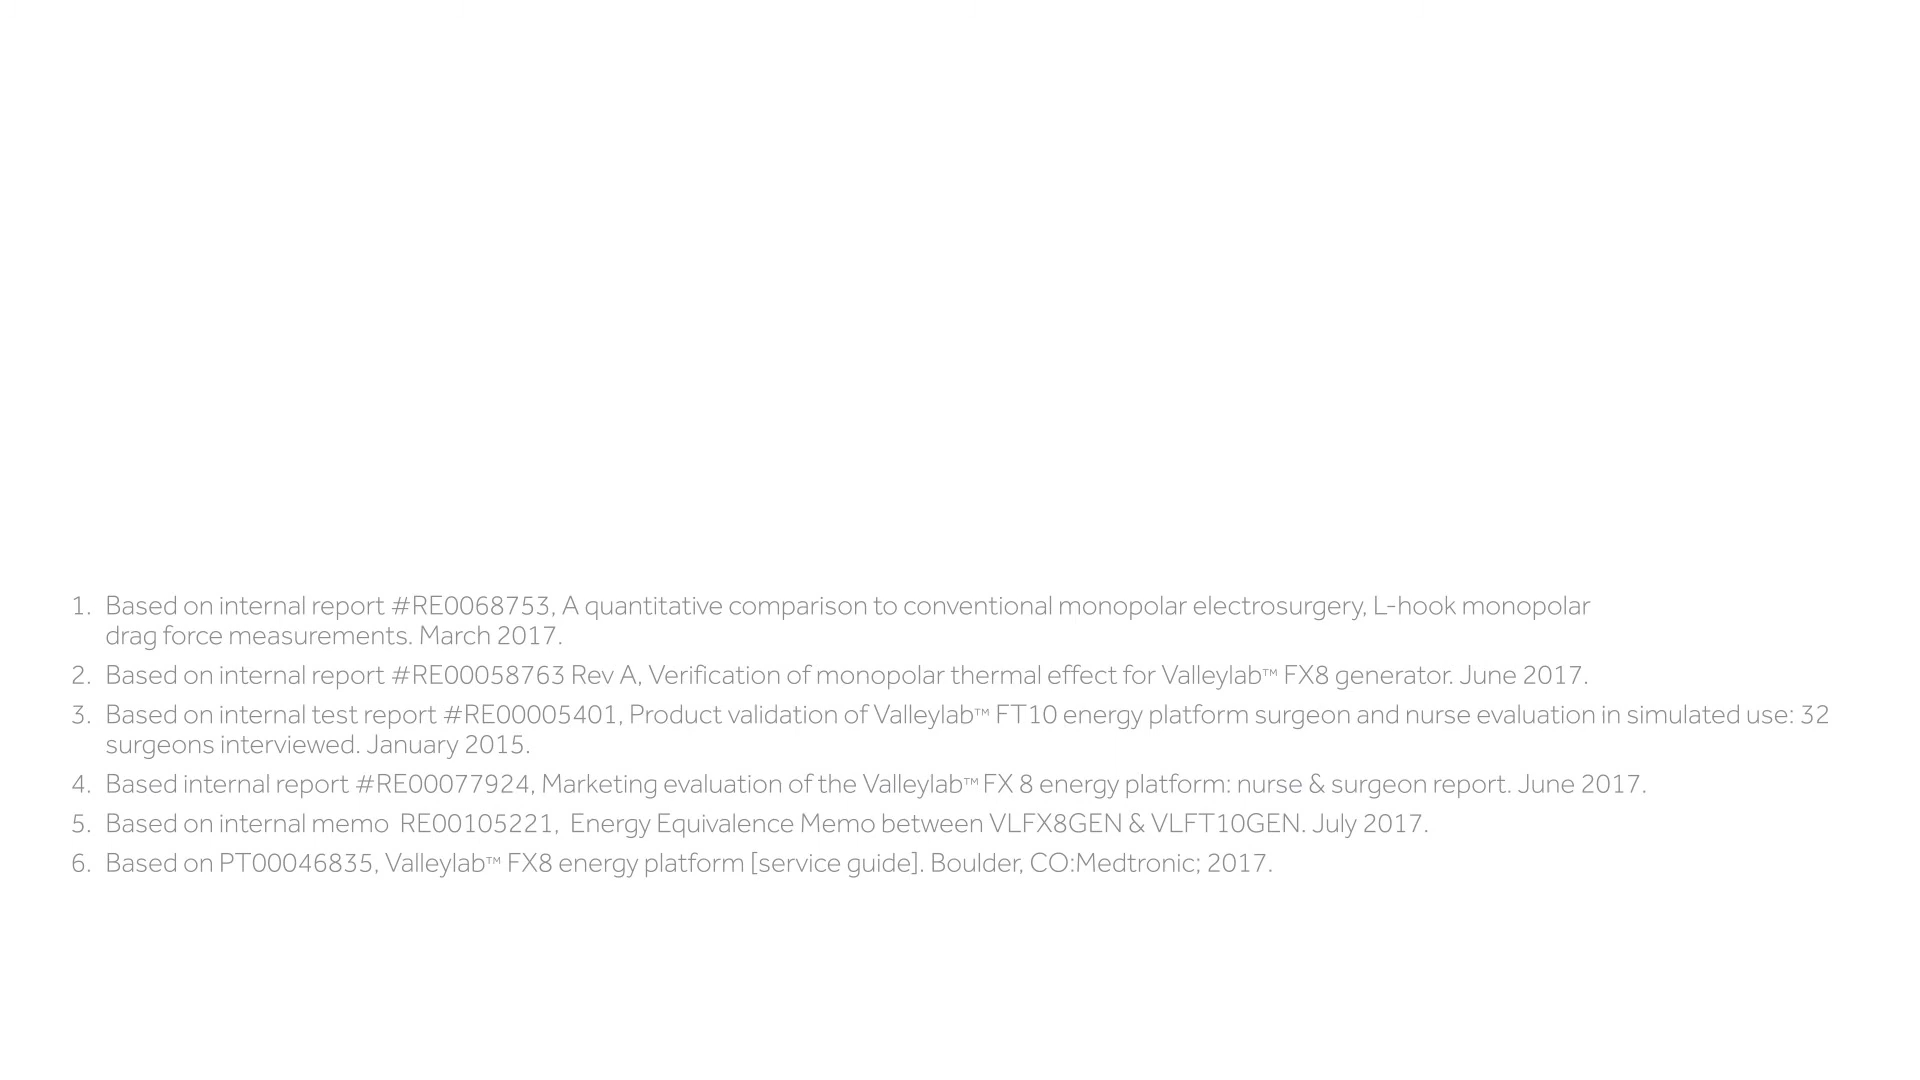 1. Based on internal report #RE0068753, A quantitative comparison to conventional monopolar electrosurgery, L-hook monopolar
drag force measurements. March 2017.
2. Based on internal report #RE00058763 Rev A, Verification of monopolar thermal effect for Valleylab™ FX8 generator. June 2017.
3. Based on internal test report #RE00005401, Product validation of Valleylab™ FT10 energy platform surgeon and nurse evaluation in simulated use: 32
surgeons interviewed. January 2015.
4. Based internal report #RE00077924, Marketing evaluation of the Valleylab™ FX 8 energy platform: nurse & surgeon report. June 2017.
5. Based on internal memo  RE00105221,  Energy Equivalence Memo between VLFX8GEN & VLFT10GEN. July 2017.
6. Based on PT00046835, Valleylab™ FX8 energy platform [service guide]. Boulder, CO:Medtronic; 2017.